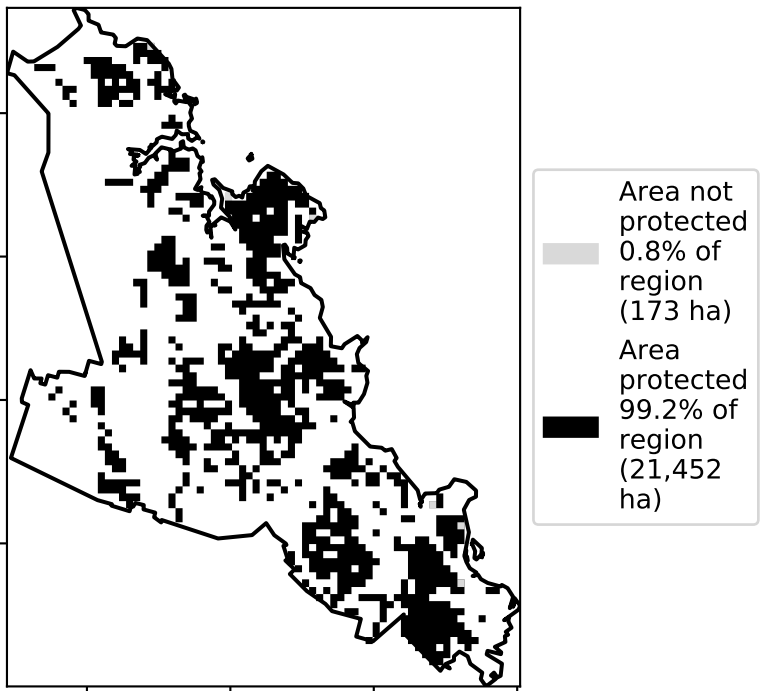 Area not
protected
0.8% of
region
(173 ha)
Area
protected
99.2% of
region
(21,452
ha)